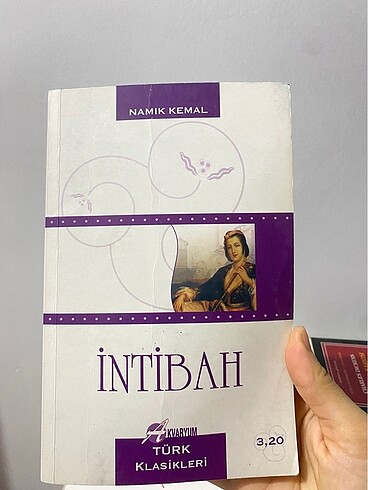 NAMIK KEMAL
İNTİBAH
AKVARYUM
TÜRK
KLASİKLERİ
3,20